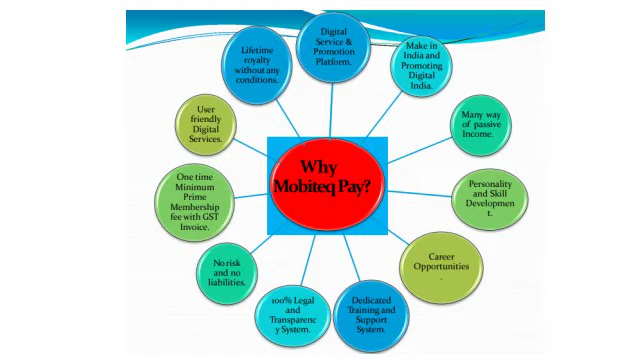 Digital
Service &
Promotion
Platform.
Make in
India and
Promoting
Digital
India.
Many way
of passive
Income.
Personality
and Skill
Developmen
t.
Career
Opportunities
.
Dedicated
Training and
Support
System.
100% Legal
and
Transparenc
y System.
No risk
and no
liabilities.
One time
Minimum
Prime
Membership
fee with GST
Invoice.
User
friendly
Digital
Services.
Lifetime
royalty
without any
conditions.
Why
Mobiteq Pay?